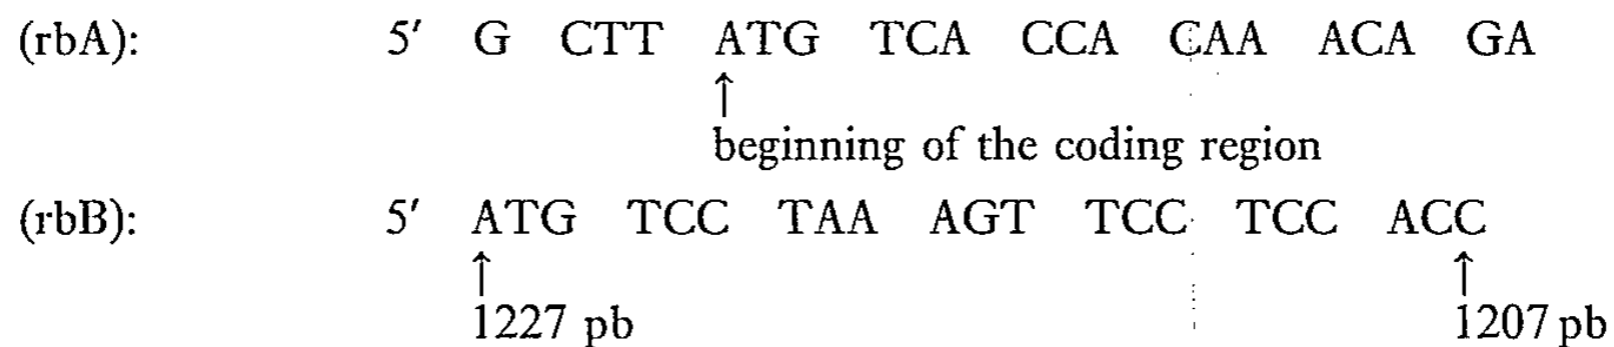 (rbA): 5′ G CTT ATG TCA CCA CAA ACA GA
↑
beginning of the coding region
(rbB): 5′ ATG TCC TAA AGT TCC TCC ACC
↑ ↑
1227 pb 1207 pb